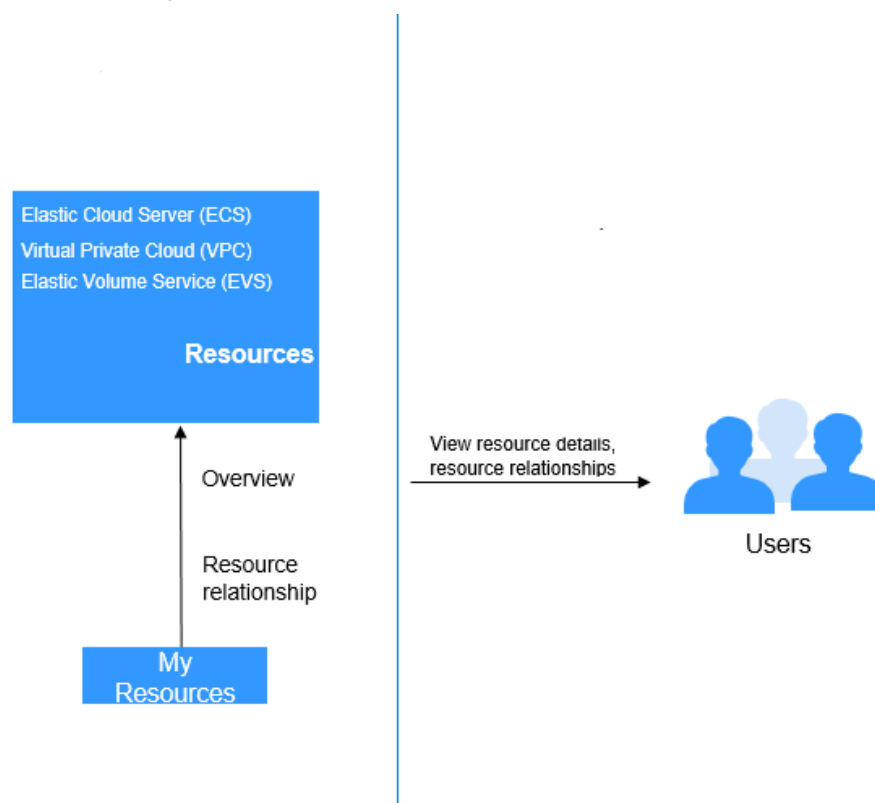 Elastic Cloud Server (ECS)
Virtual Private Cloud (VPC)
Elastic Volume Service (EVS)
Resources
Overview
Resource
relationship
My
Resources
View resource details,
resource relationships
Users